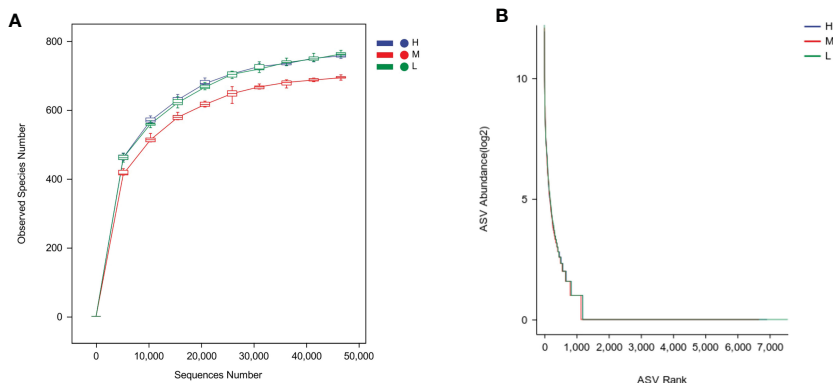 A
Observed Species Number
800
600
400
200
0
0
10,000
20,000
30,000
40,000
50,000
Sequences Number
H
M
L
B
ASV Abundance(log2)
10
5
0
0
1,000
2,000
3,000
4,000
5,000
6,000
7,000
ASV Rank
H
M
L